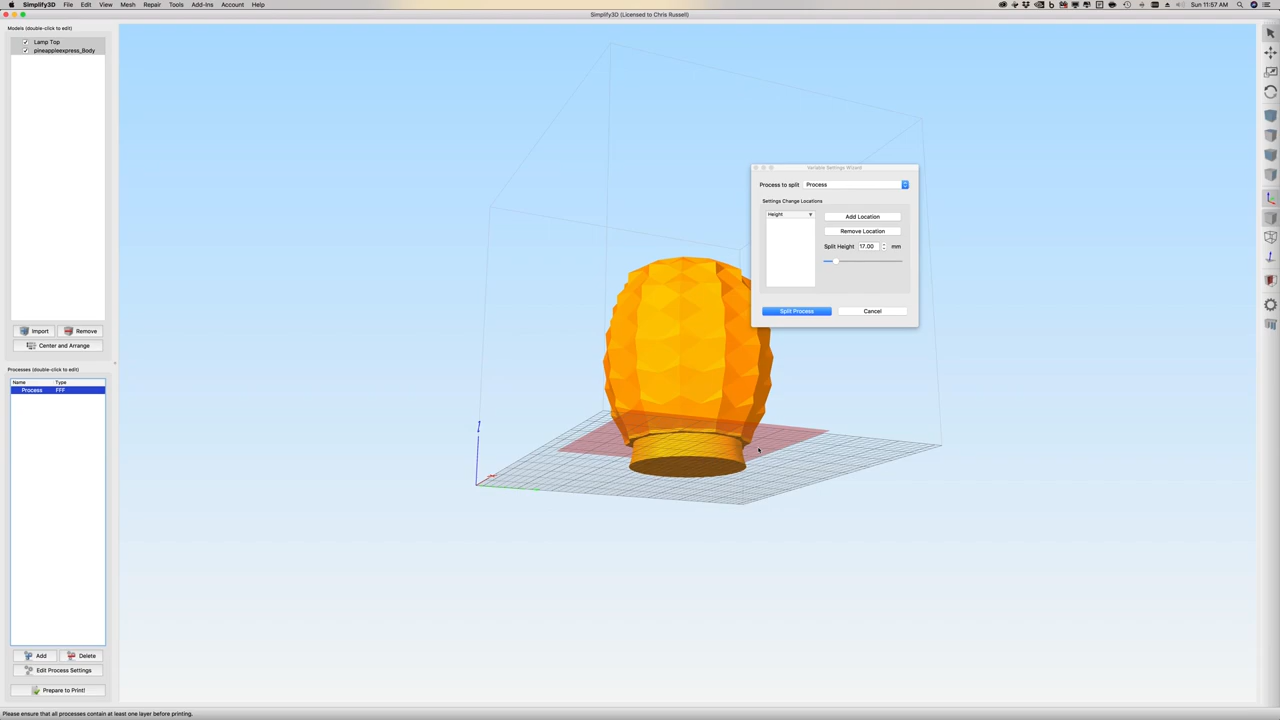 Simplify3D File Edit View Mesh Repair Tools Add-Ins Account Help
Sun 11:57 AM
Simplify3D (Licensed to Chris Russell)
Models (double-click to edit)
Lamp Top
pineappleexpress_Body
Import
Remove
Center and Arrange
Processes (double-click to edit)
Name Type
Process FFF
Add
Delete
Edit Process Settings
Prepare to Print!
Please ensure that all processes contain at least one layer before printing.
Variable Settings Wizard
Process to split Process
Settings Change Locations
Height
Add Location
Remove Location
Split Height 17.00 mm
Split Process
Cancel